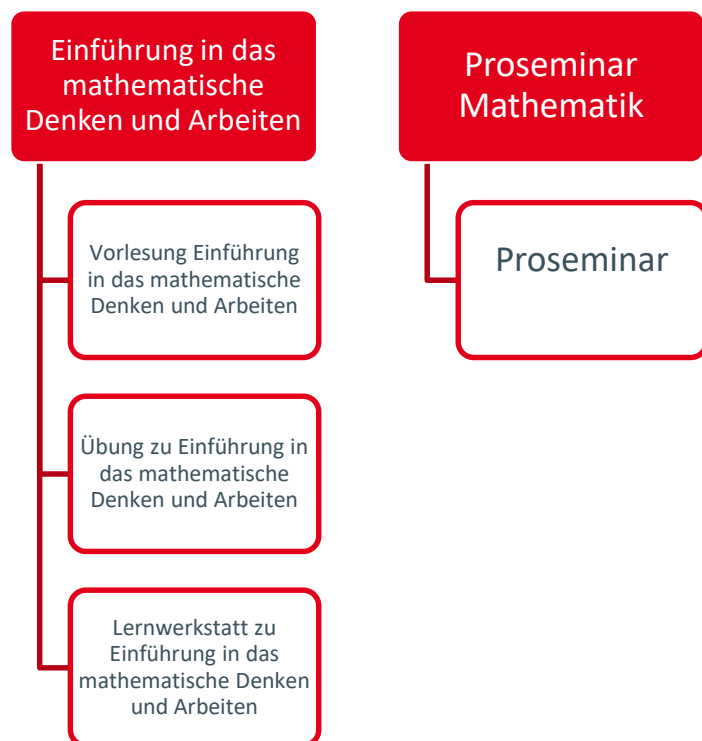 Einführung in das
mathematische
Denken und Arbeiten
Vorlesung Einführung
in das mathematische
Denken und Arbeiten
Übung zu Einführung in
das mathematische
Denken und Arbeiten
Lernwerkstatt zu
Einführung in das
mathematische Denken
und Arbeiten
Proseminar
Mathematik
Proseminar